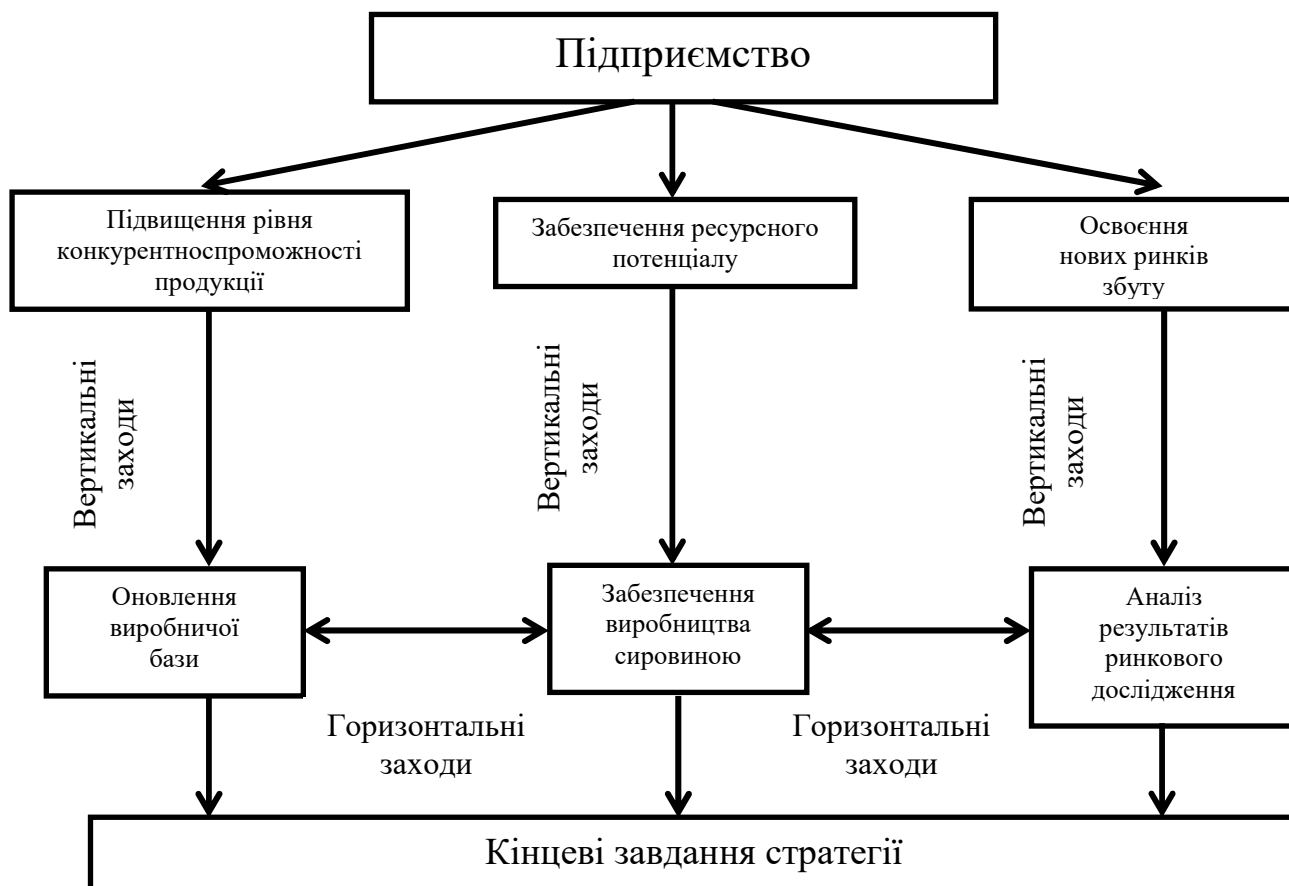 Підприємство
Підвищення рівня
конкурентноспроможності
продукції
Забезпечення ресурсного
потенціалу
Освоєння
нових ринків
збуту
Вертикальні
заходи
Вертикальні
заходи
Вертикальні
заходи
Оновлення
виробничої
бази
Забезпечення
виробництва
сировиною
Аналіз
результатів
ринкового
дослідження
Горизонтальні
заходи
Горизонтальні
заходи
Кінцеві завдання стратегії